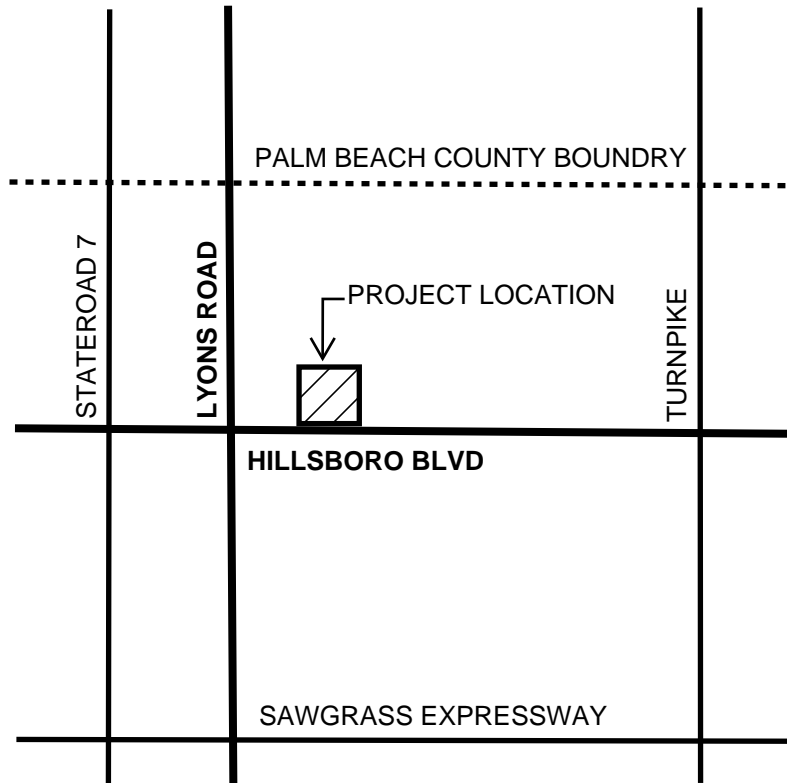 PALM BEACH COUNTY BOUNDRY
STATEROAD 7
LYONS ROAD
PROJECT LOCATION
TURNPIKE
HILLSBORO BLVD
SAWGRASS EXPRESSWAY